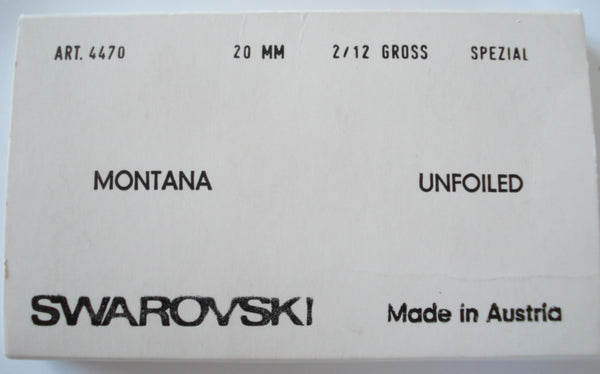 ART. 4470 20 MM 2/12 GROSS SPEZIAL
MONTANA UNFOILED
SWAROVSKI Made in Austria